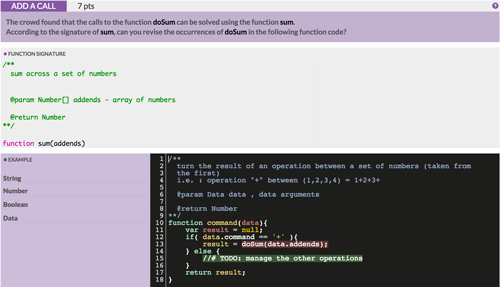 ADD A CALL 7 pts ?
The crowd found that the calls to the function doSum can be solved using the function sum.
According to the signature of sum, can you revise the occurrences of doSum in the following function code?
FUNCTION SIGNATURE
/**
sum across a set of numbers
@param Number[] addends - array of numbers
@return Number
**/
function sum(addends)
EXAMPLE
String
Number
Boolean
Data
1 /**
2 turn the result of an operation between a set of numbers (taken from
3 the first)
4 i.e. : operation "+" between (1,2,3,4) = 1+2+3+
5
6 @param Data data , data arguments
7
8 @return Number
9 **/
10 function command(data){
11 var result = null;
12 if( data.command == '+' ){
13 result = doSum(data.addends);
14 } else {
15 //# TODO: manage the other operations
16 }
17 return result;
18 }